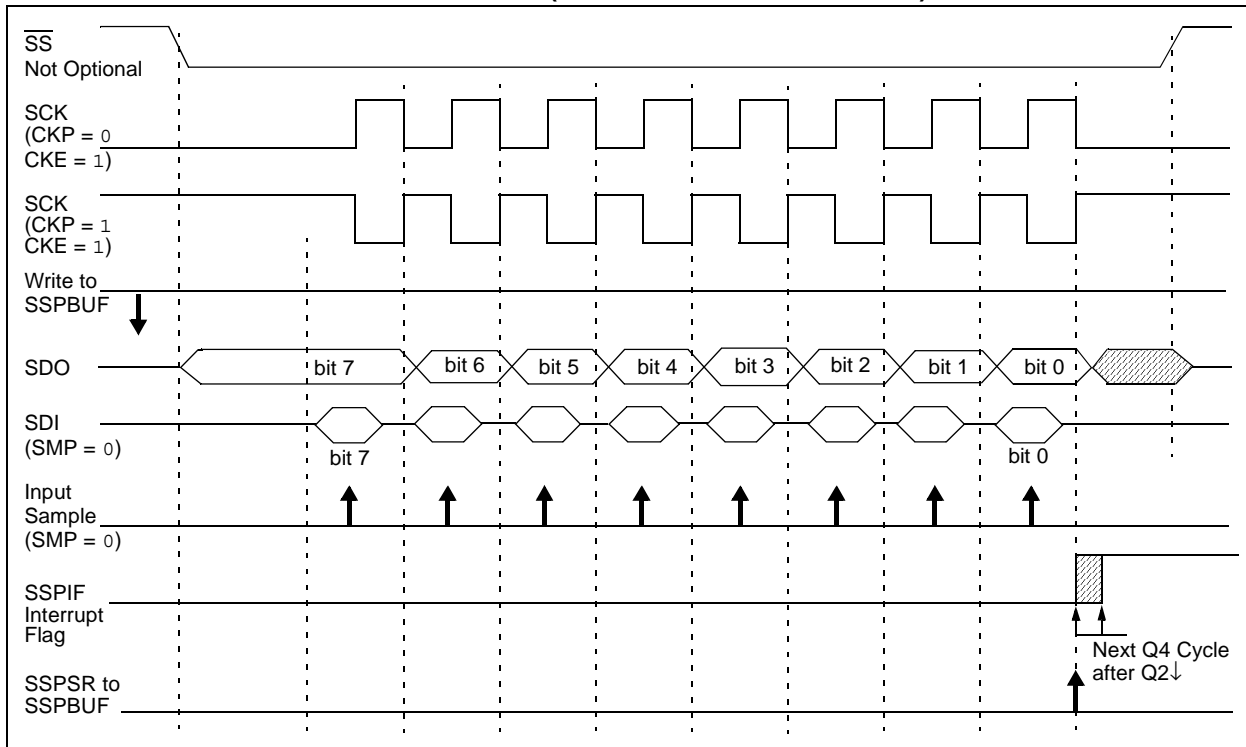 SS
Not Optional
SCK
(CKP = 0
CKE = 1)
SCK
(CKP = 1
CKE = 1)
Write to
SSPBUF
SDO
bit 7
bit 6
bit 5
bit 4
bit 3
bit 2
bit 1
bit 0
SDI
(SMP = 0)
bit 7
bit 0
Input
Sample
(SMP = 0)
SSPIF
Interrupt
Flag
Next Q4 Cycle
after Q2↓
SSPSR to
SSPBUF